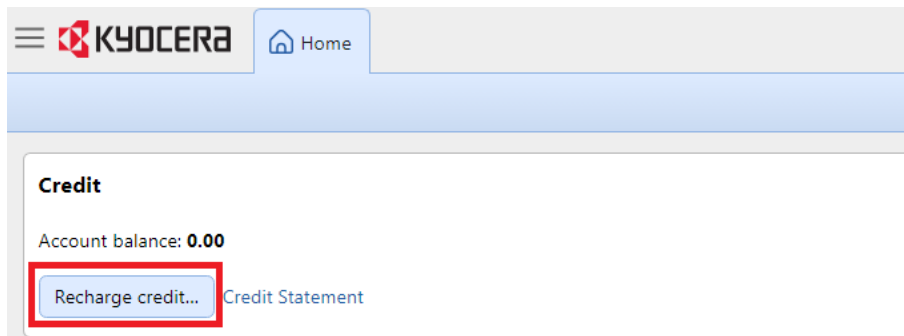 KYOCERA Home
Credit
Account balance: 0.00
Recharge credit... Credit Statement